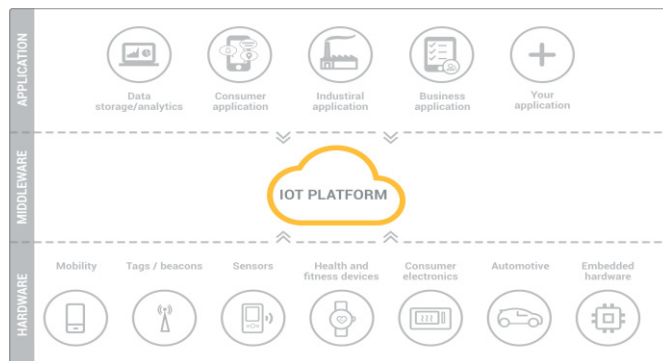 APPLICATION
Data
storage/analytics
Consumer
application
Industiral
application
Business
application
Your
application
MIDDLEWARE
IOT PLATFORM
HARDWARE
Mobility
Tags / beacons
Sensors
Health and
fitness devices
Consumer
electronics
Automotive
Embedded
hardware